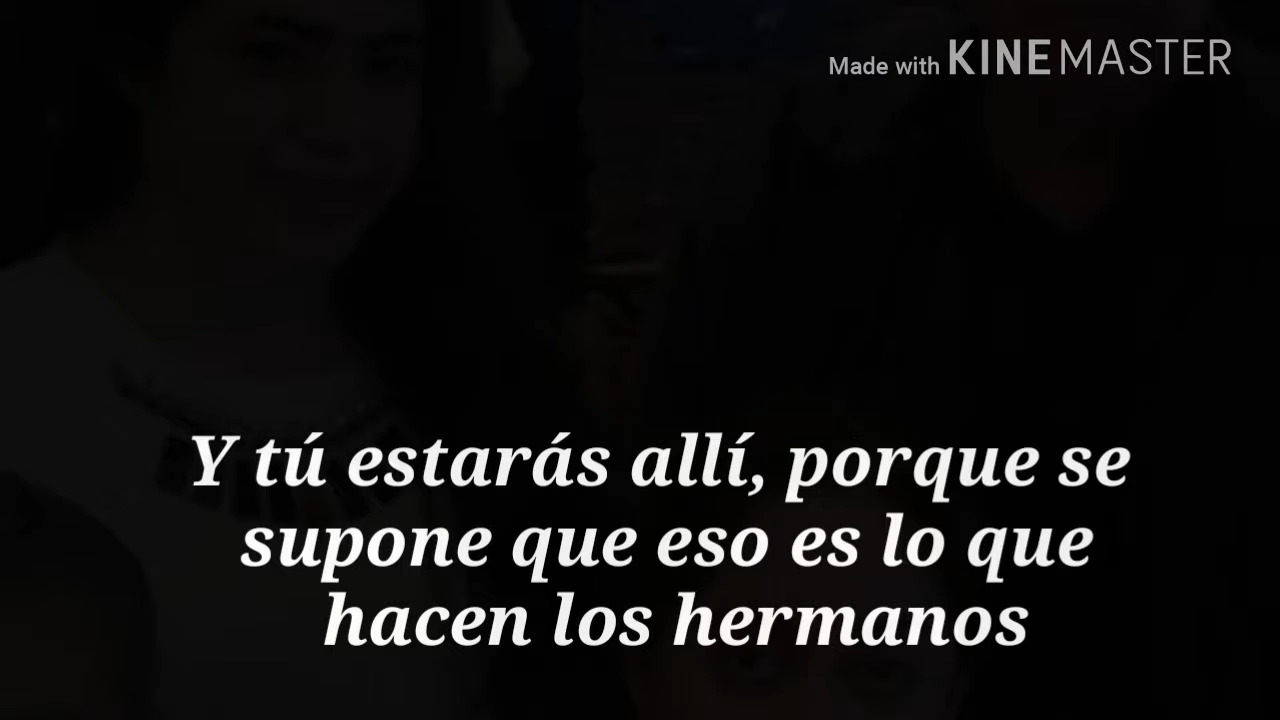 Made with KINEMASTER
Y tú estarás allí, porque se
supone que eso es lo que
hacen los hermanos